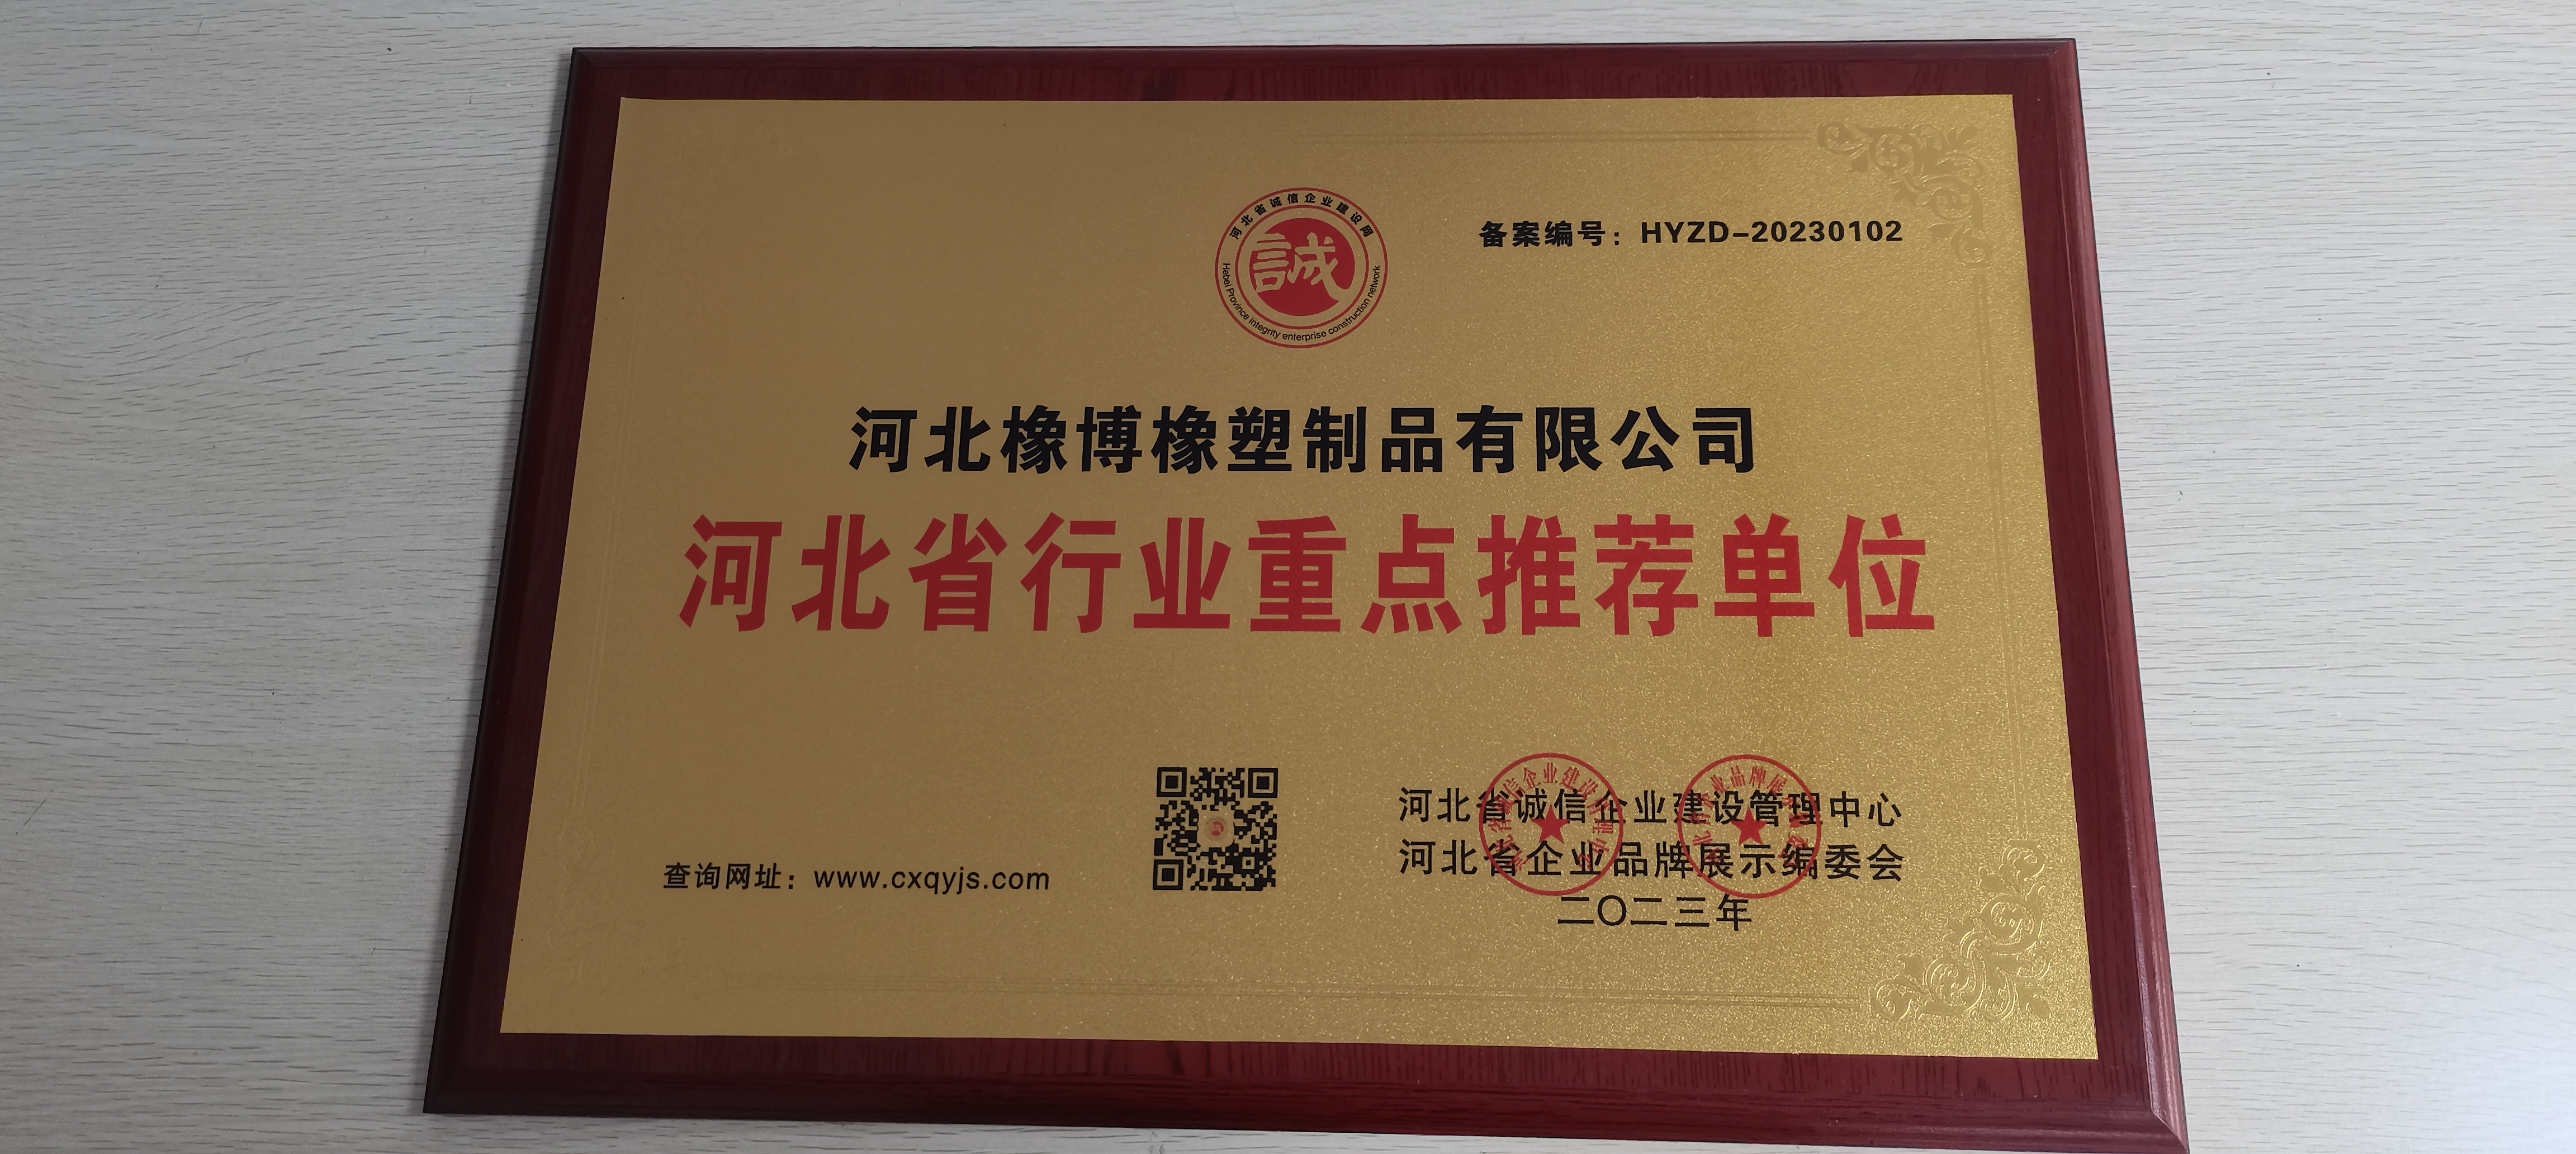 河北省诚信企业建设网
誠
Hebei Province integrity enterprise construction network
备案编号：HYZD-20230102
河北橡博橡塑制品有限公司
河北省行业重点推荐单位
查询网址：www.cxqyjs.com
河北省诚信企业建设管理中心
河北省企业品牌展示编委会
二〇二三年